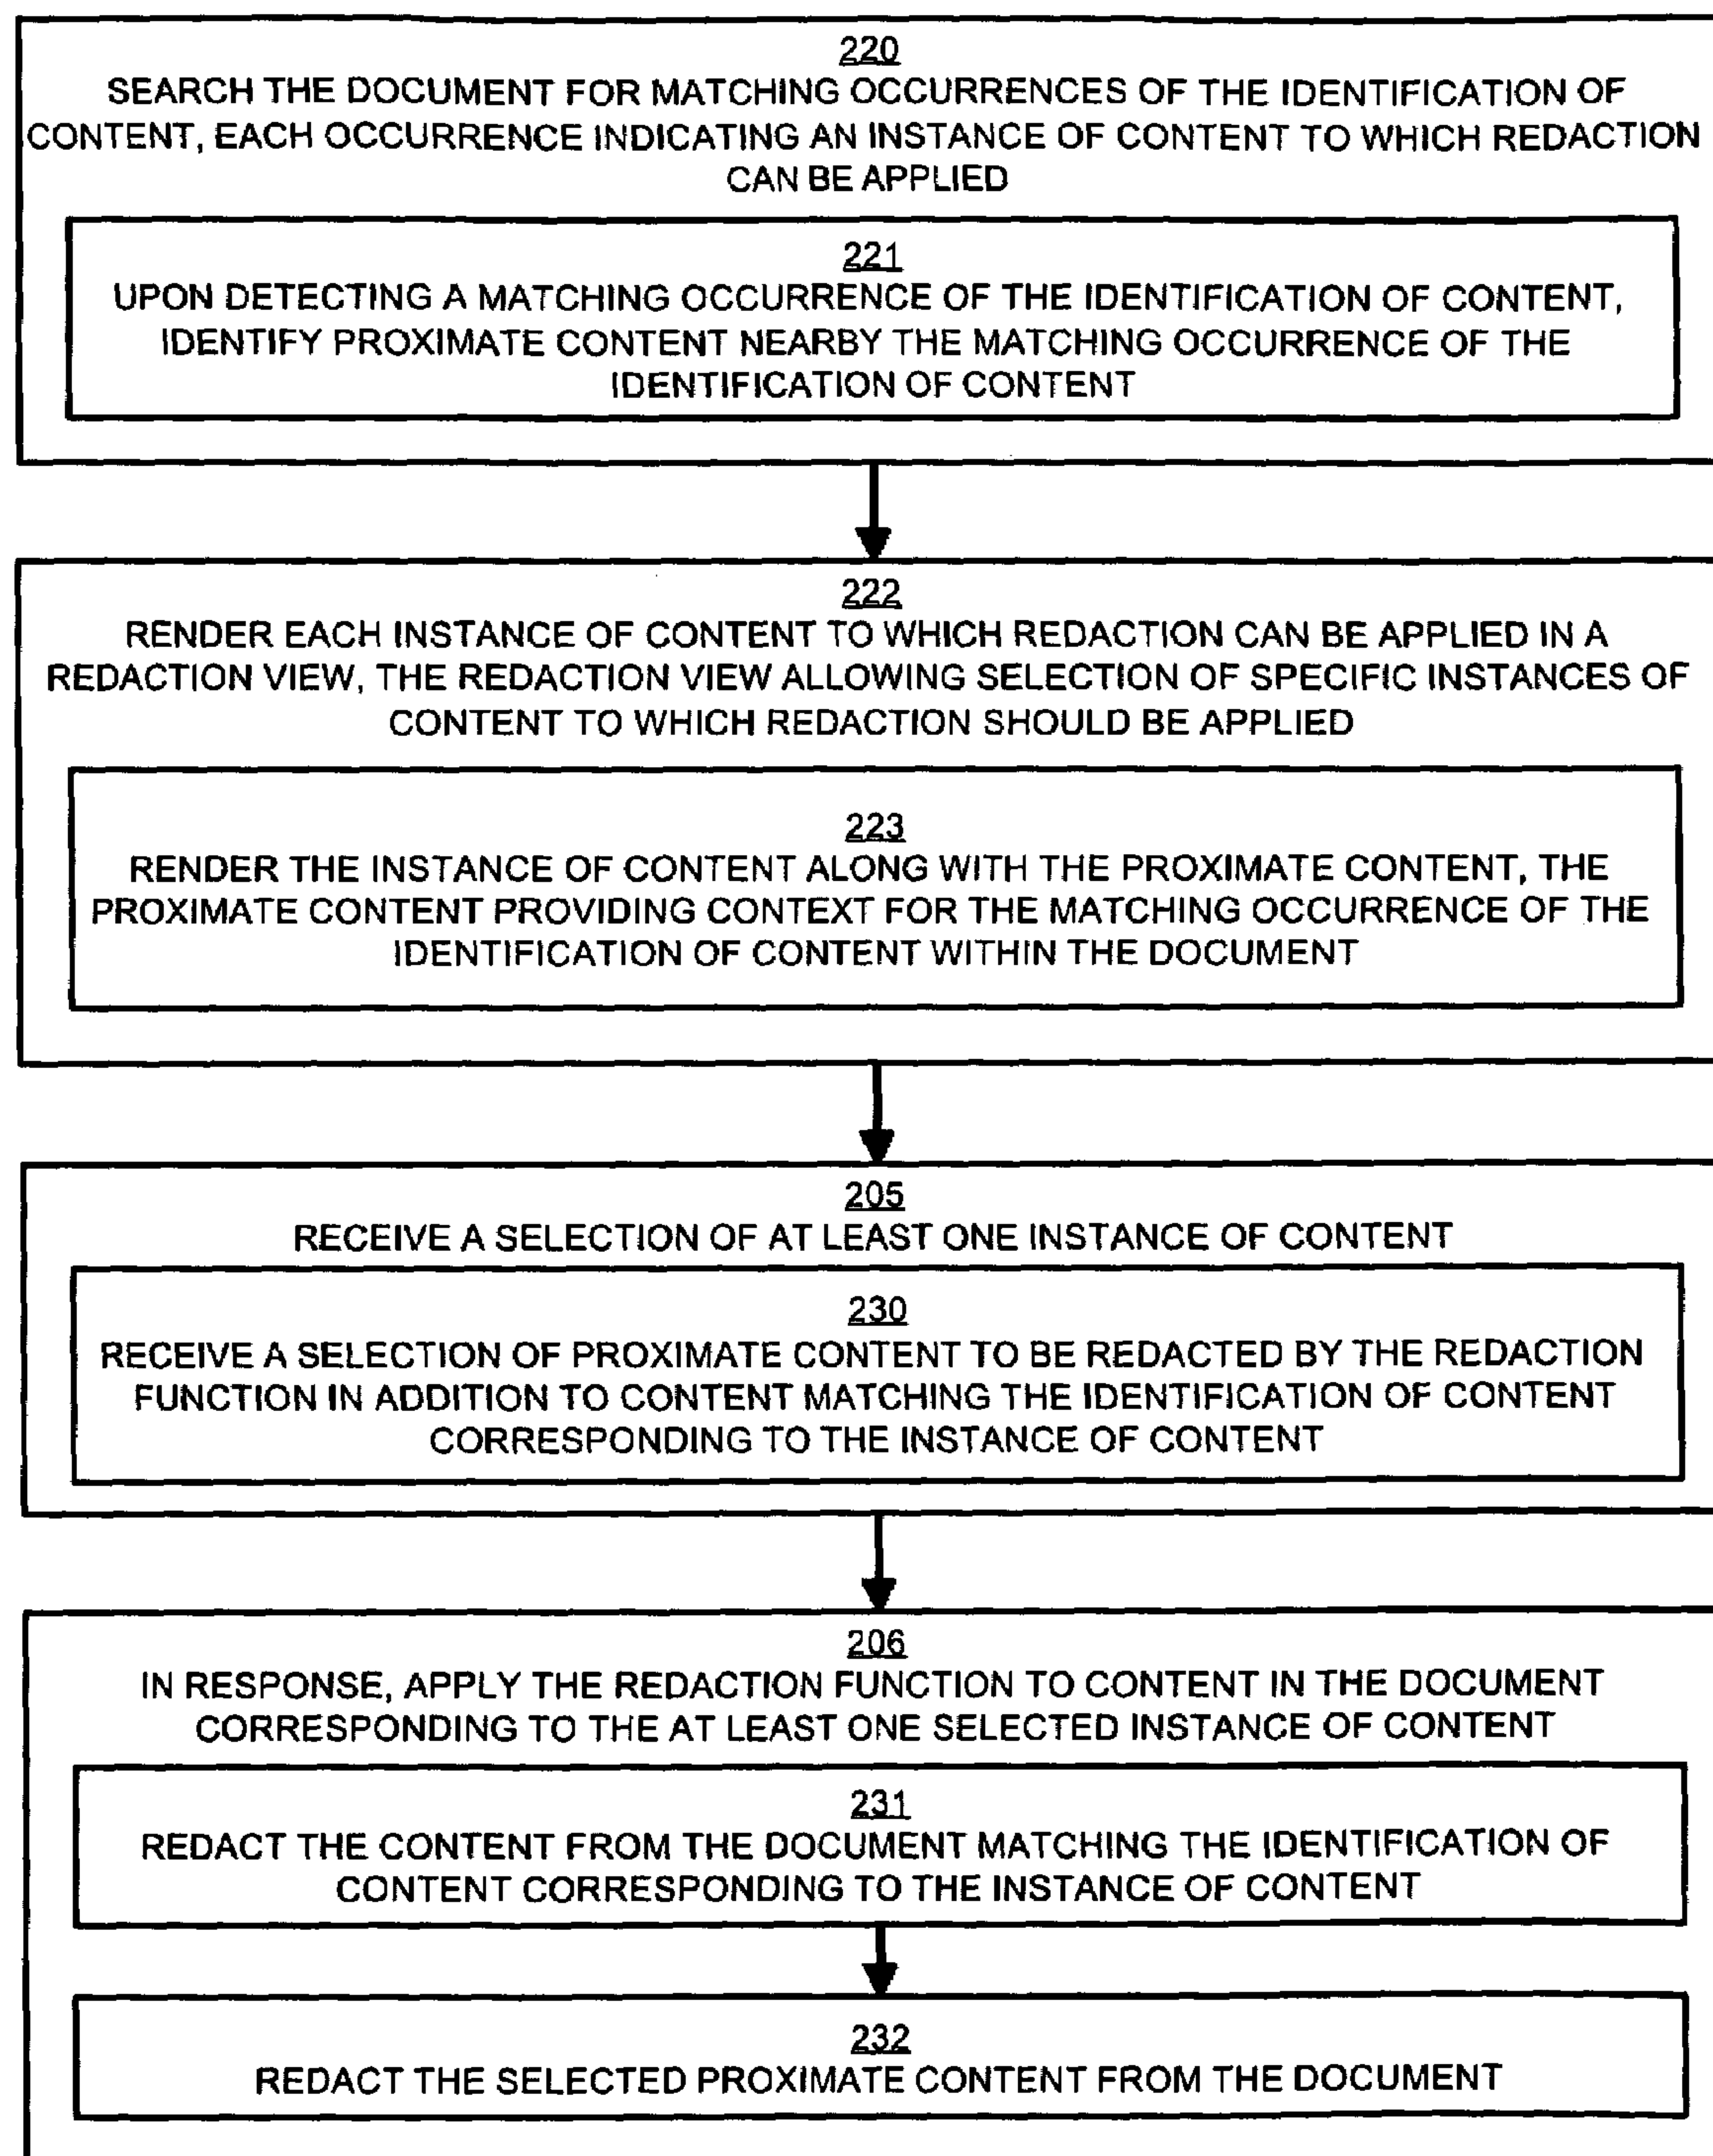 220
SEARCH THE DOCUMENT FOR MATCHING OCCURRENCES OF THE IDENTIFICATION OF
CONTENT, EACH OCCURRENCE INDICATING AN INSTANCE OF CONTENT TO WHICH REDACTION
CAN BE APPLIED
221
UPON DETECTING A MATCHING OCCURRENCE OF THE IDENTIFICATION OF CONTENT,
IDENTIFY PROXIMATE CONTENT NEARBY THE MATCHING OCCURRENCE OF THE
IDENTIFICATION OF CONTENT
222
RENDER EACH INSTANCE OF CONTENT TO WHICH REDACTION CAN BE APPLIED IN A
REDACTION VIEW, THE REDACTION VIEW ALLOWING SELECTION OF SPECIFIC INSTANCES OF
CONTENT TO WHICH REDACTION SHOULD BE APPLIED
223
RENDER THE INSTANCE OF CONTENT ALONG WITH THE PROXIMATE CONTENT, THE
PROXIMATE CONTENT PROVIDING CONTEXT FOR THE MATCHING OCCURRENCE OF THE
IDENTIFICATION OF CONTENT WITHIN THE DOCUMENT
205
RECEIVE A SELECTION OF AT LEAST ONE INSTANCE OF CONTENT
230
RECEIVE A SELECTION OF PROXIMATE CONTENT TO BE REDACTED BY THE REDACTION
FUNCTION IN ADDITION TO CONTENT MATCHING THE IDENTIFICATION OF CONTENT
CORRESPONDING TO THE INSTANCE OF CONTENT
206
IN RESPONSE, APPLY THE REDACTION FUNCTION TO CONTENT IN THE DOCUMENT
CORRESPONDING TO THE AT LEAST ONE SELECTED INSTANCE OF CONTENT
231
REDACT THE CONTENT FROM THE DOCUMENT MATCHING THE IDENTIFICATION OF
CONTENT CORRESPONDING TO THE INSTANCE OF CONTENT
232
REDACT THE SELECTED PROXIMATE CONTENT FROM THE DOCUMENT